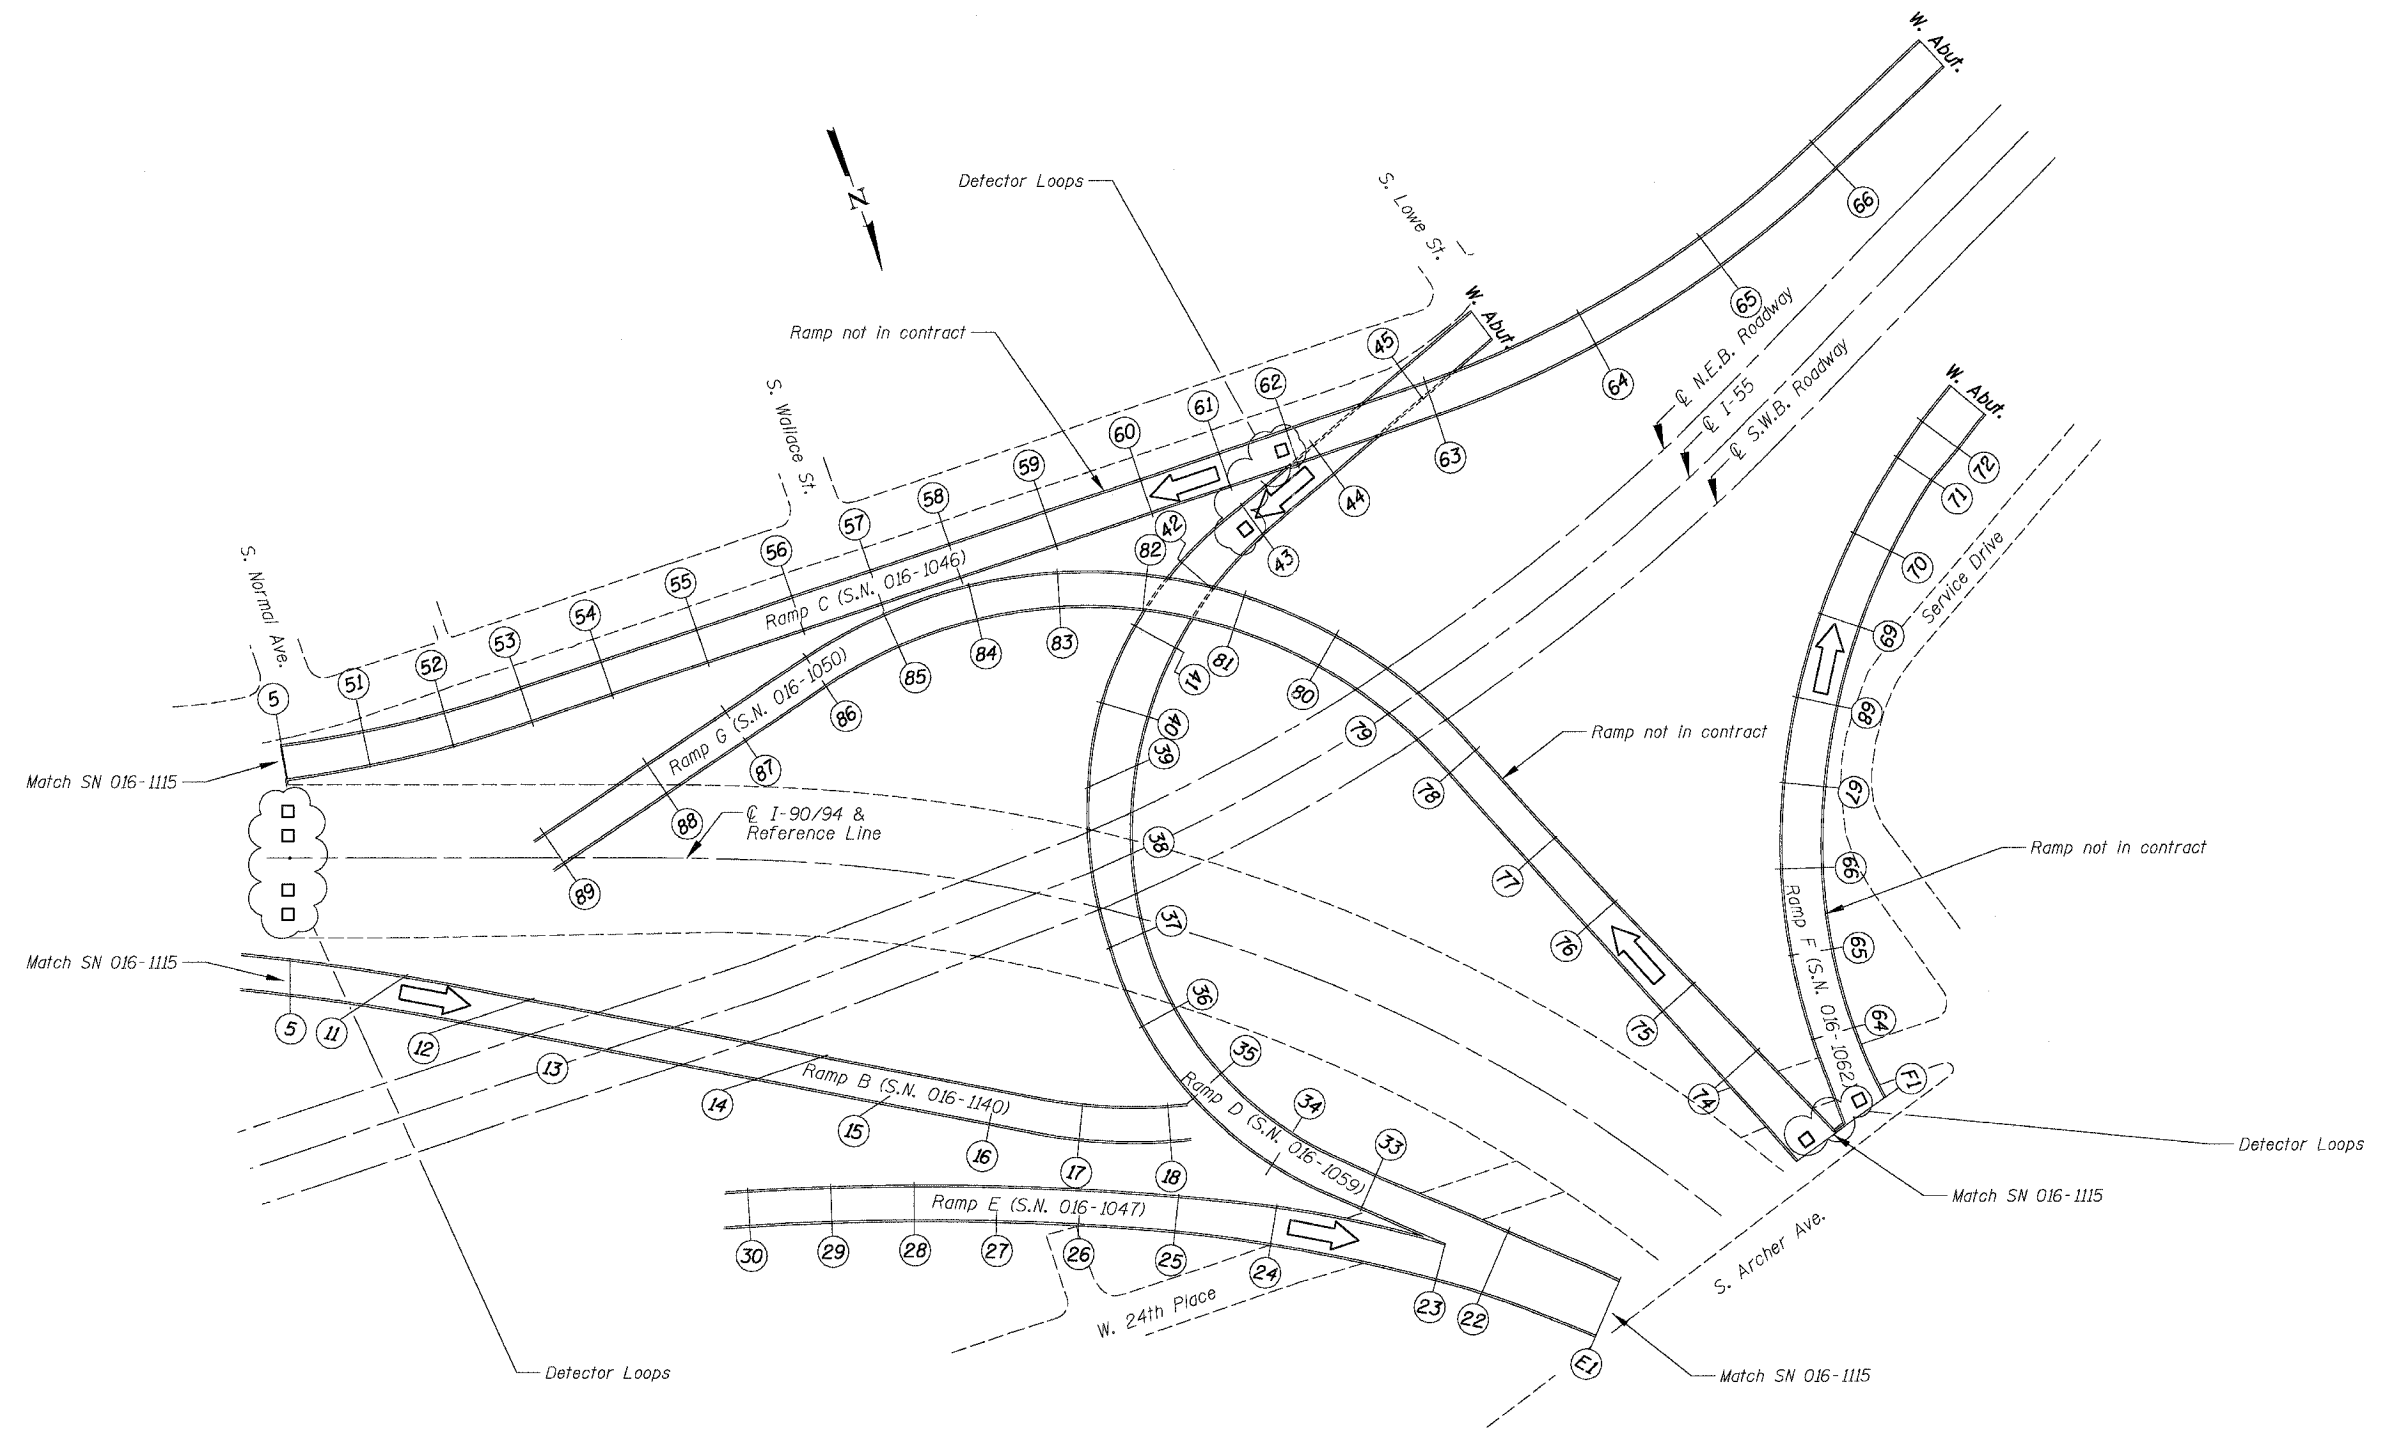 W. Abut.
N
Detector Loops
S. Lowe St.
66
65
W. Abut.
Ramp not in contract
45
64
℄ N.E.B. Roadway
℄ I-55
℄ S.W.B. Roadway
W. Abut.
S. Wallace St.
62
61
60
63
59
44
72
71
58
57
42
82
43
56
70
S. Normal Ave.
55
54
53
52
51
5
Ramp C (S.N. 016-1046)
83
84
85
81
41
80
69
Service Drive
86
Ramp G (S.N. 016-1050)
40
39
79
68
Ramp not in contract
Match SN 016-1115
87
78
67
88
℄ I-90/94 &
Reference Line
38
Ramp not in contract
89
77
66
37
76
65
Match SN 016-1115
Ramp F (S.N. 016-1062)
36
5
11
12
13
75
64
35
F1
14
Ramp B (S.N. 016-1140)
15
16
17
18
Ramp D (S.N. 016-1059)
34
33
74
Detector Loops
Match SN 016-1115
Ramp E (S.N. 016-1047)
30
29
28
27
26
25
24
23
22
S. Archer Ave.
W. 24th Place
E1
Detector Loops
Match SN 016-1115